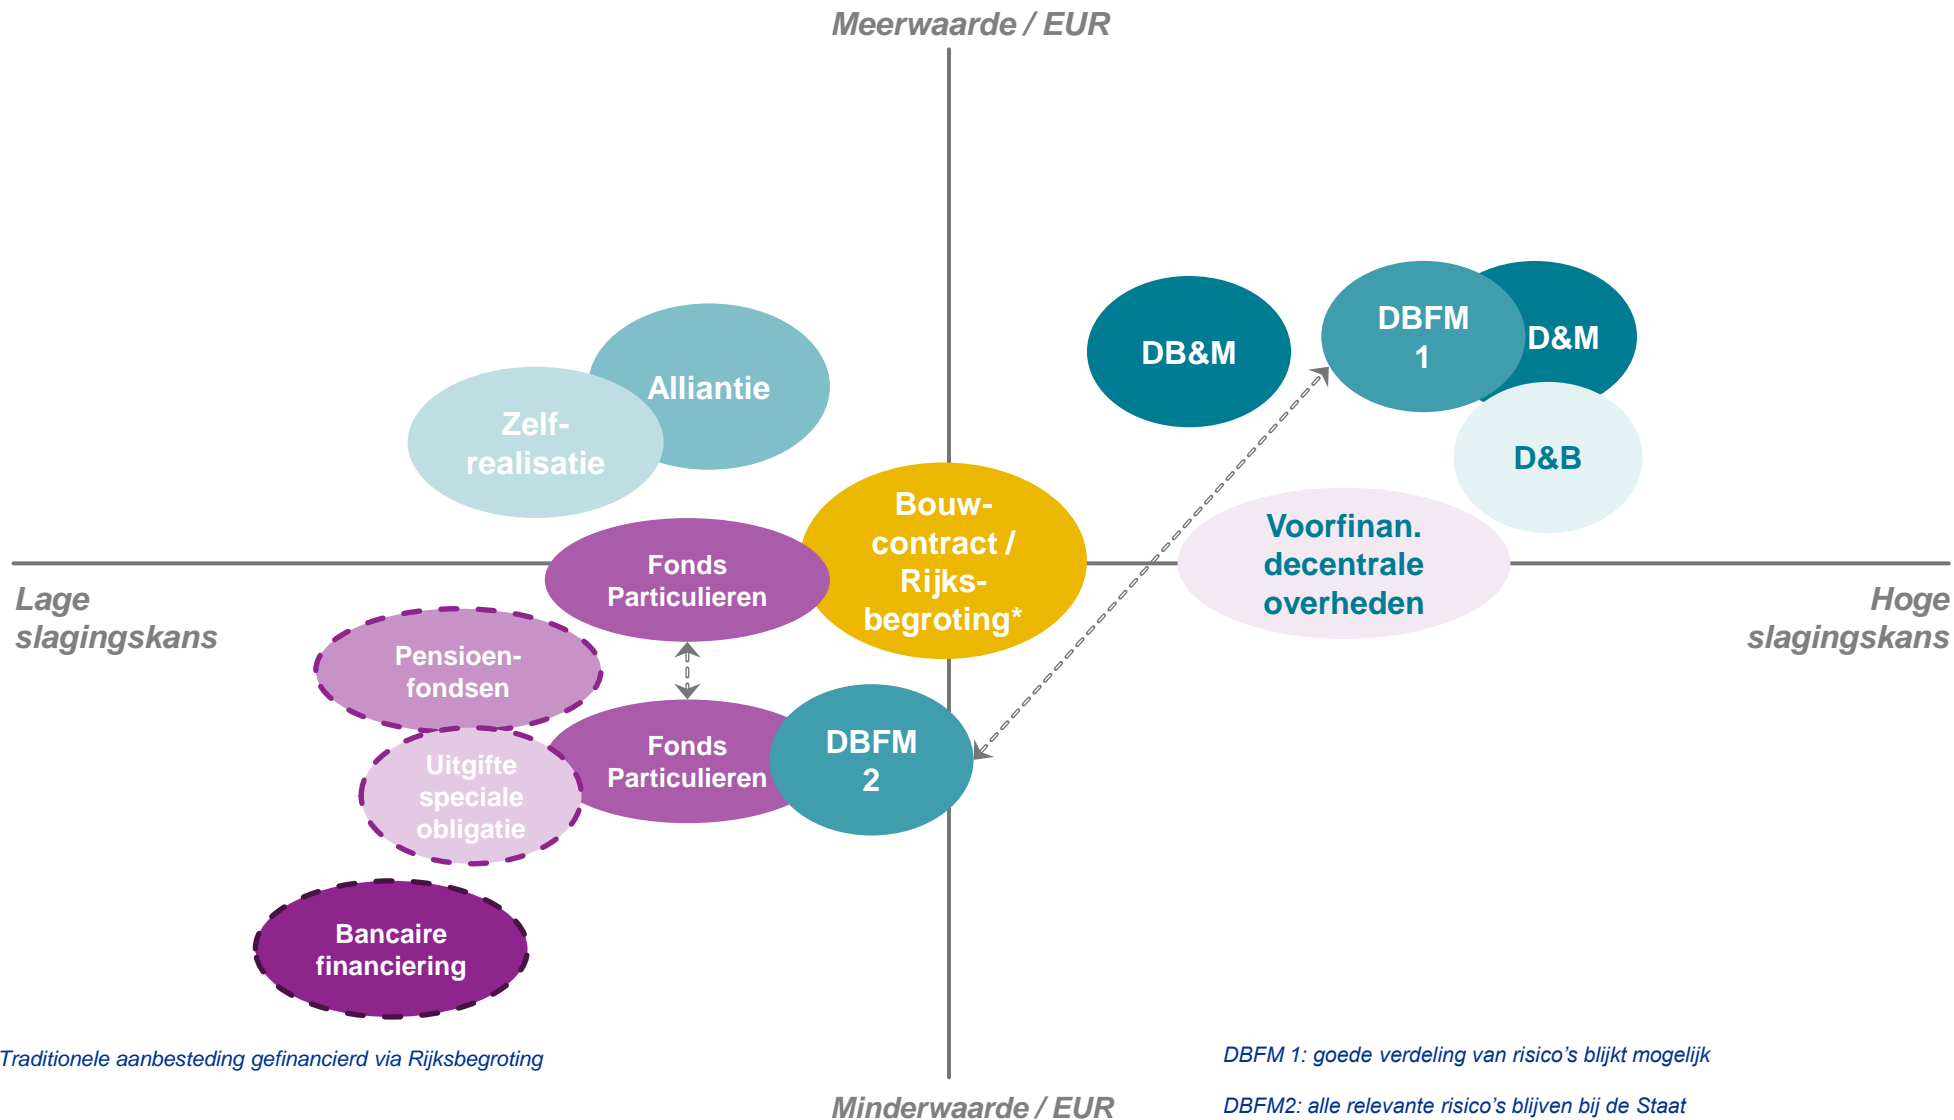 Meerwaarde / EUR
DBFM
1
D&M
DB&M
Alliantie
Zelf-
realisatie
D&B
Bouw-
contract /
Rijks-
begroting*
Voorfinan.
decentrale
overheden
Fonds
Particulieren
Lage
slagingskans
Hoge
slagingskans
Pensioen-
fondsen
Fonds
Particulieren
DBFM
2
Uitgifte
speciale
obligatie
Bancaire
financiering
Traditionele aanbesteding gefinancierd via Rijksbegroting
DBFM 1: goede verdeling van risico's blijkt mogelijk
Minderwaarde / EUR
DBFM2: alle relevante risico's blijven bij de Staat